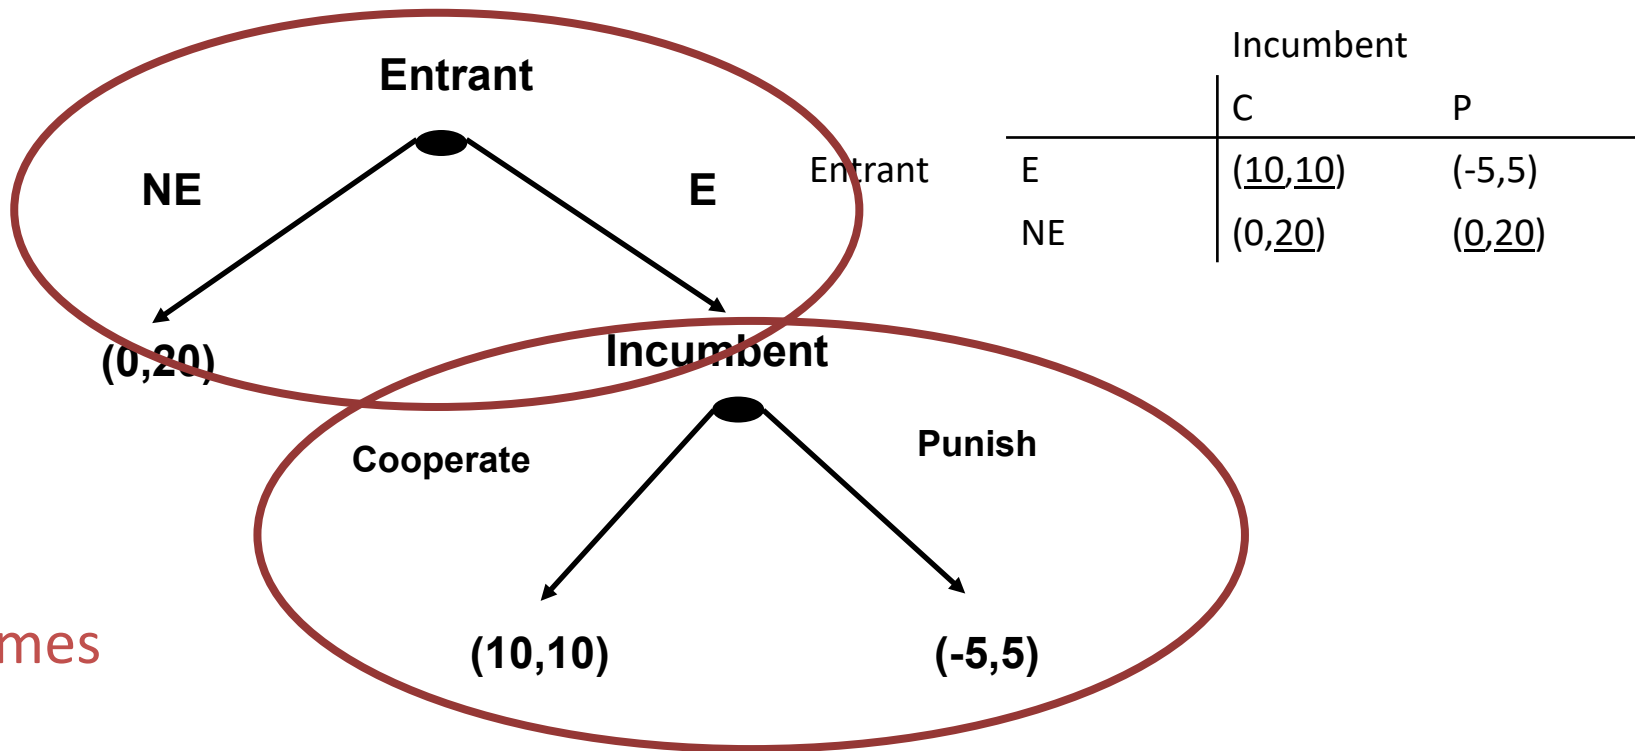 Entrant
NE E
(0,20)
Incumbent
Cooperate Punish
(10,10) (-5,5)
mes
Incumbent
C P
Entrant E (10,10) (-5,5)
NE (0,20) (0,20)